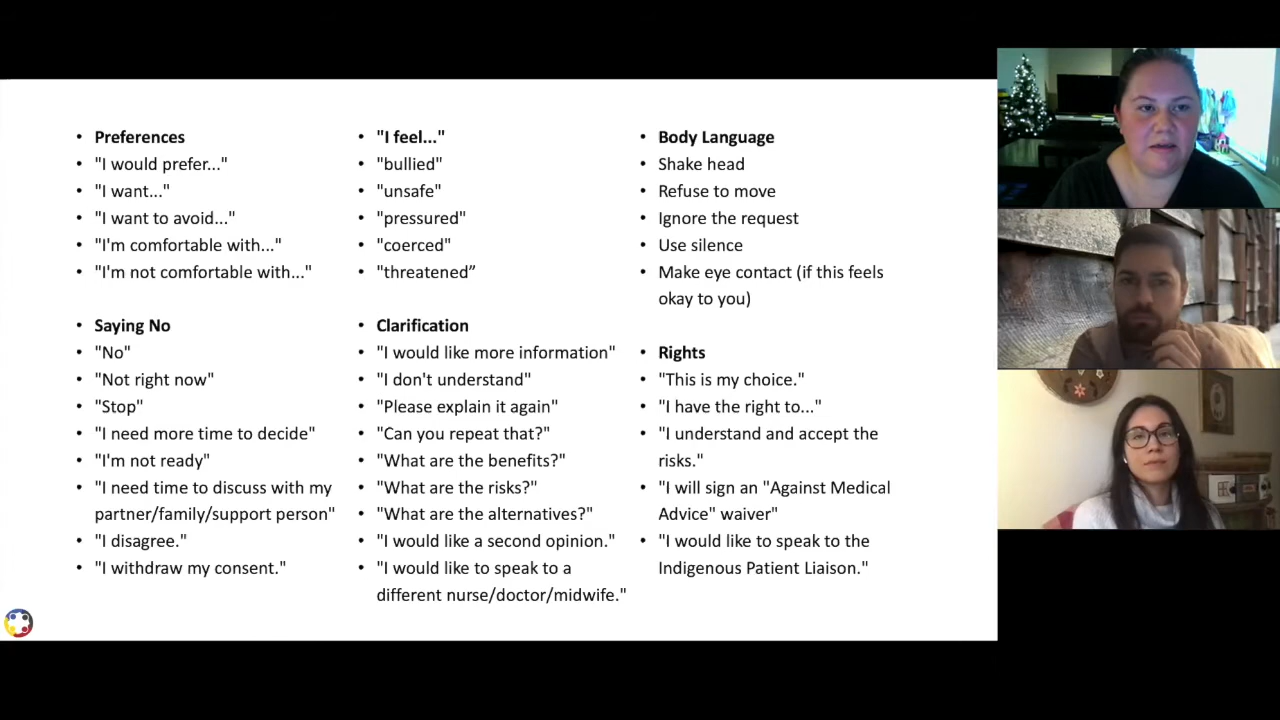 Preferences
"I would prefer..."
"I want..."
"I want to avoid..."
"I'm comfortable with..."
"I'm not comfortable with..."
Saying No
"No"
"Not right now"
"Stop"
"I need more time to decide"
"I'm not ready"
"I need time to discuss with my
partner/family/support person"
"I disagree."
"I withdraw my consent."
"I feel..."
"bullied"
"unsafe"
"pressured"
"coerced"
"threatened”
Clarification
"I would like more information"
"I don't understand"
"Please explain it again"
"Can you repeat that?"
"What are the benefits?"
"What are the risks?"
"What are the alternatives?"
"I would like a second opinion."
"I would like to speak to a
different nurse/doctor/midwife."
Body Language
Shake head
Refuse to move
Ignore the request
Use silence
Make eye contact (if this feels
okay to you)
Rights
"This is my choice."
"I have the right to..."
"I understand and accept the
risks."
"I will sign an "Against Medical
Advice" waiver"
"I would like to speak to the
Indigenous Patient Liaison."